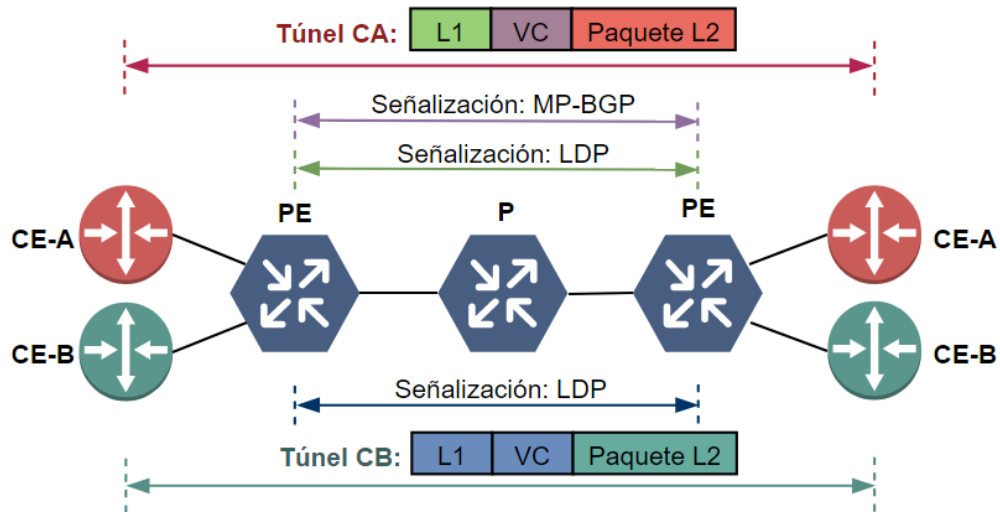 Túnel CA: L1 VC Paquete L2
Señalización: MP-BGP
Señalización: LDP
PE P PE
CE-A CE-A
CE-B CE-B
Señalización: LDP
Túnel CB: L1 VC Paquete L2